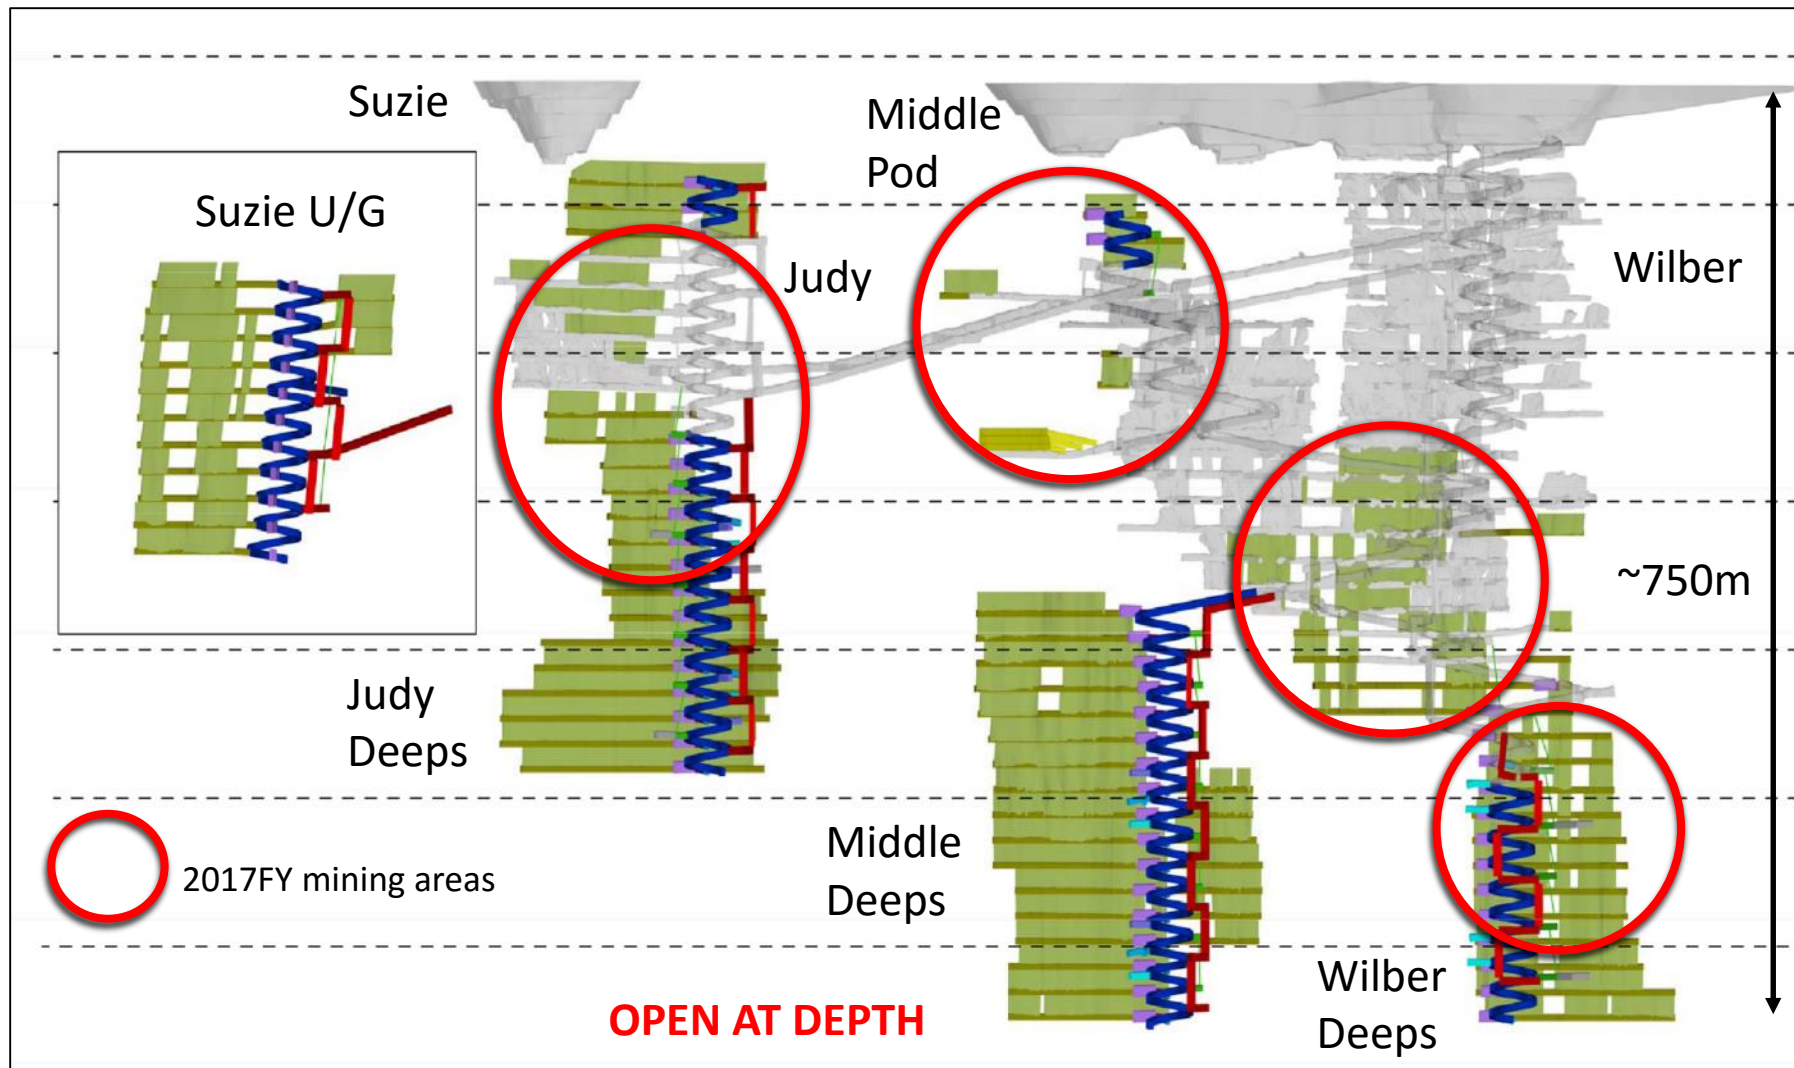 Suzie
Middle
Pod
Suzie U/G
Judy
Wilber
~750m
Judy
Deeps
Middle
Deeps
2017FY mining areas
Wilber
Deeps
OPEN AT DEPTH